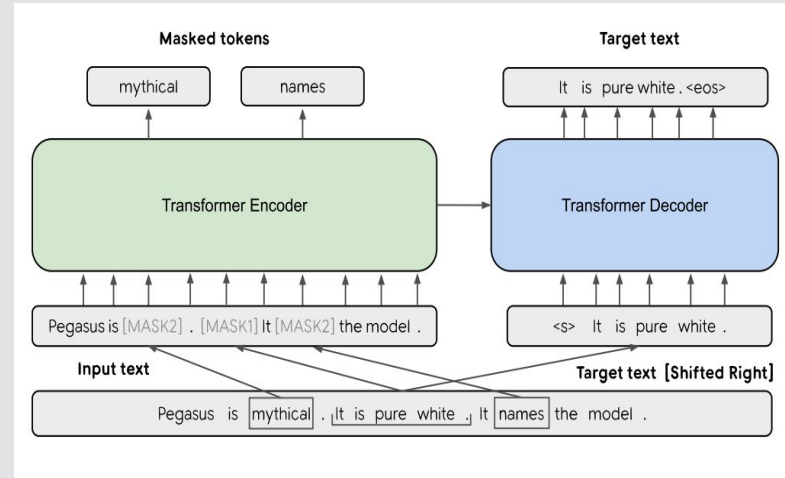 Masked tokens
Target text
mythical
names
It is pure white . <eos>
Transformer Encoder
Transformer Decoder
Pegasus is [MASK2] . [MASK1] It [MASK2] the model .
<s> It is pure white .
Input text
Target text [Shifted Right]
Pegasus is mythical . It is pure white . It names the model .